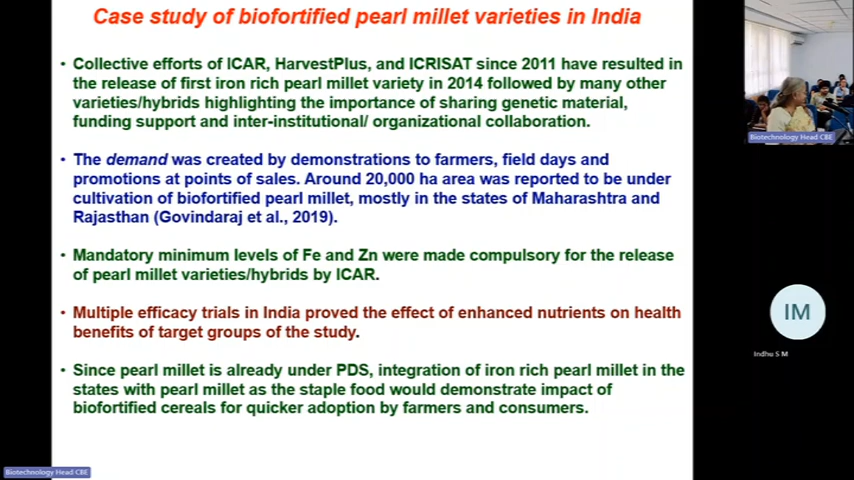 Case study of biofortified pearl millet varieties in India
• Collective efforts of ICAR, HarvestPlus, and ICRISAT since 2011 have resulted in
the release of first iron rich pearl millet variety in 2014 followed by many other
varieties/hybrids highlighting the importance of sharing genetic material,
funding support and inter-institutional/ organizational collaboration.
• The demand was created by demonstrations to farmers, field days and
promotions at points of sales. Around 20,000 ha area was reported to be under
cultivation of biofortified pearl millet, mostly in the states of Maharashtra and
Rajasthan (Govindaraj et al., 2019).
• Mandatory minimum levels of Fe and Zn were made compulsory for the release
of pearl millet varieties/hybrids by ICAR.
• Multiple efficacy trials in India proved the effect of enhanced nutrients on health
benefits of target groups of the study.
• Since pearl millet is already under PDS, integration of iron rich pearl millet in the
states with pearl millet as the staple food would demonstrate impact of
biofortified cereals for quicker adoption by farmers and consumers.
Biotechnology Head CBE
IM
Indhu S M
Biotechnology Head CBE